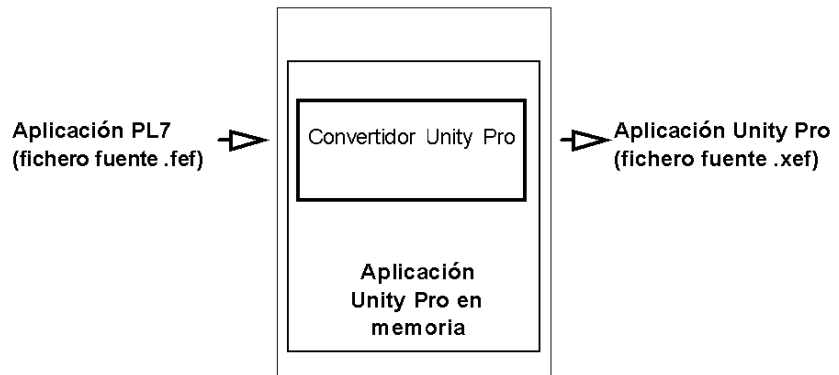 Aplicación PL7
(fichero fuente .fef)
Convertidor Unity Pro
Aplicación
Unity Pro en
memoria
Aplicación Unity Pro
(fichero fuente .xef)